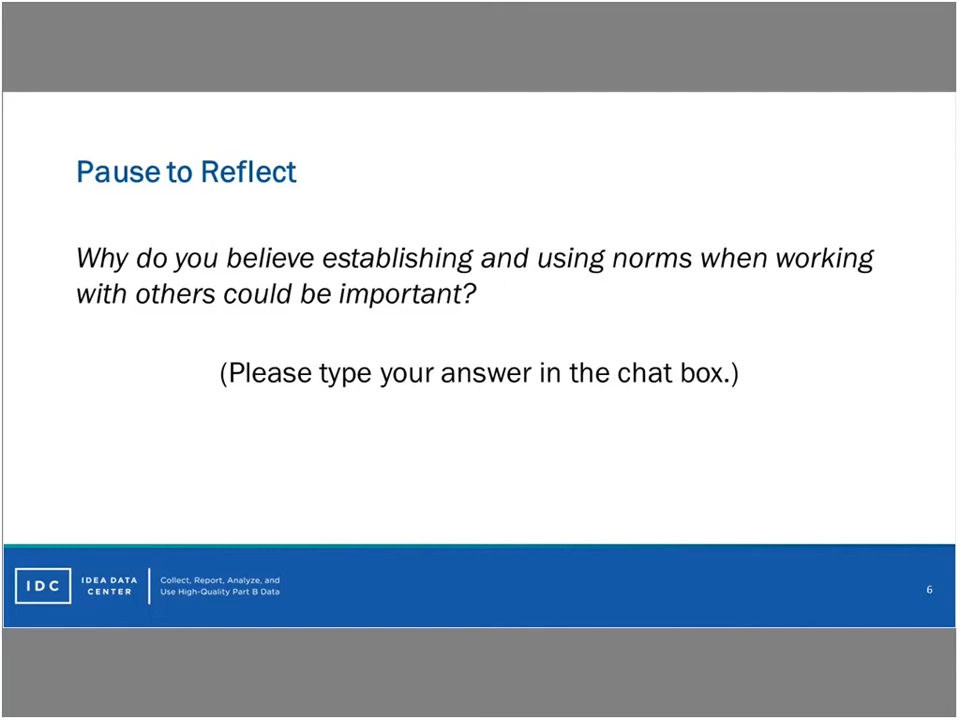 Pause to Reflect
Why do you believe establishing and using norms when working
with others could be important?
(Please type your answer in the chat box.)
IDC
IDEA DATA
CENTER
Collect, Report, Analyze, and
Use High-Quality Part B Data
6